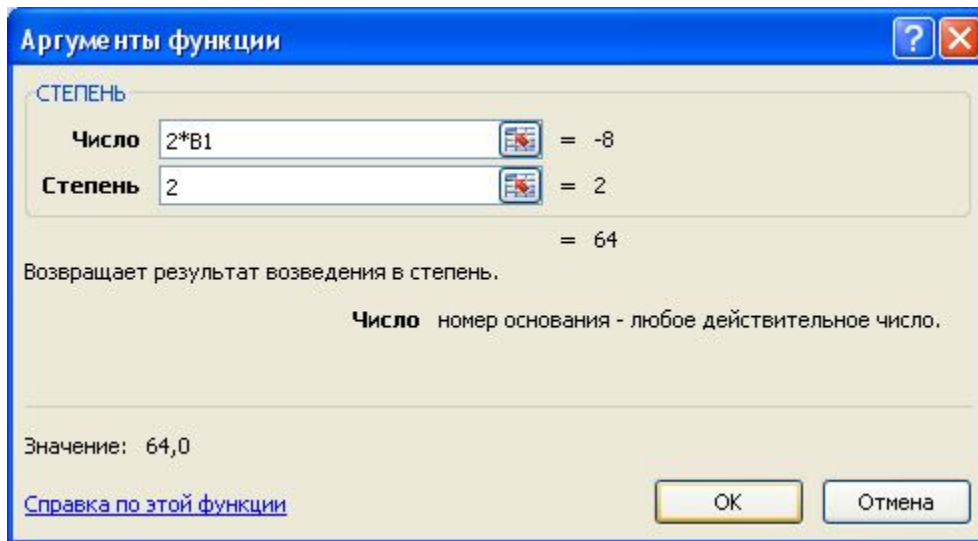 Аргументы функции
СТЕПЕНЬ
Число 2*B1 = -8
Степень 2 = 2
= 64
Возвращает результат возведения в степень.
Число номер основания - любое действительное число.
Значение: 64,0
Справка по этой функции
ОК Отмена